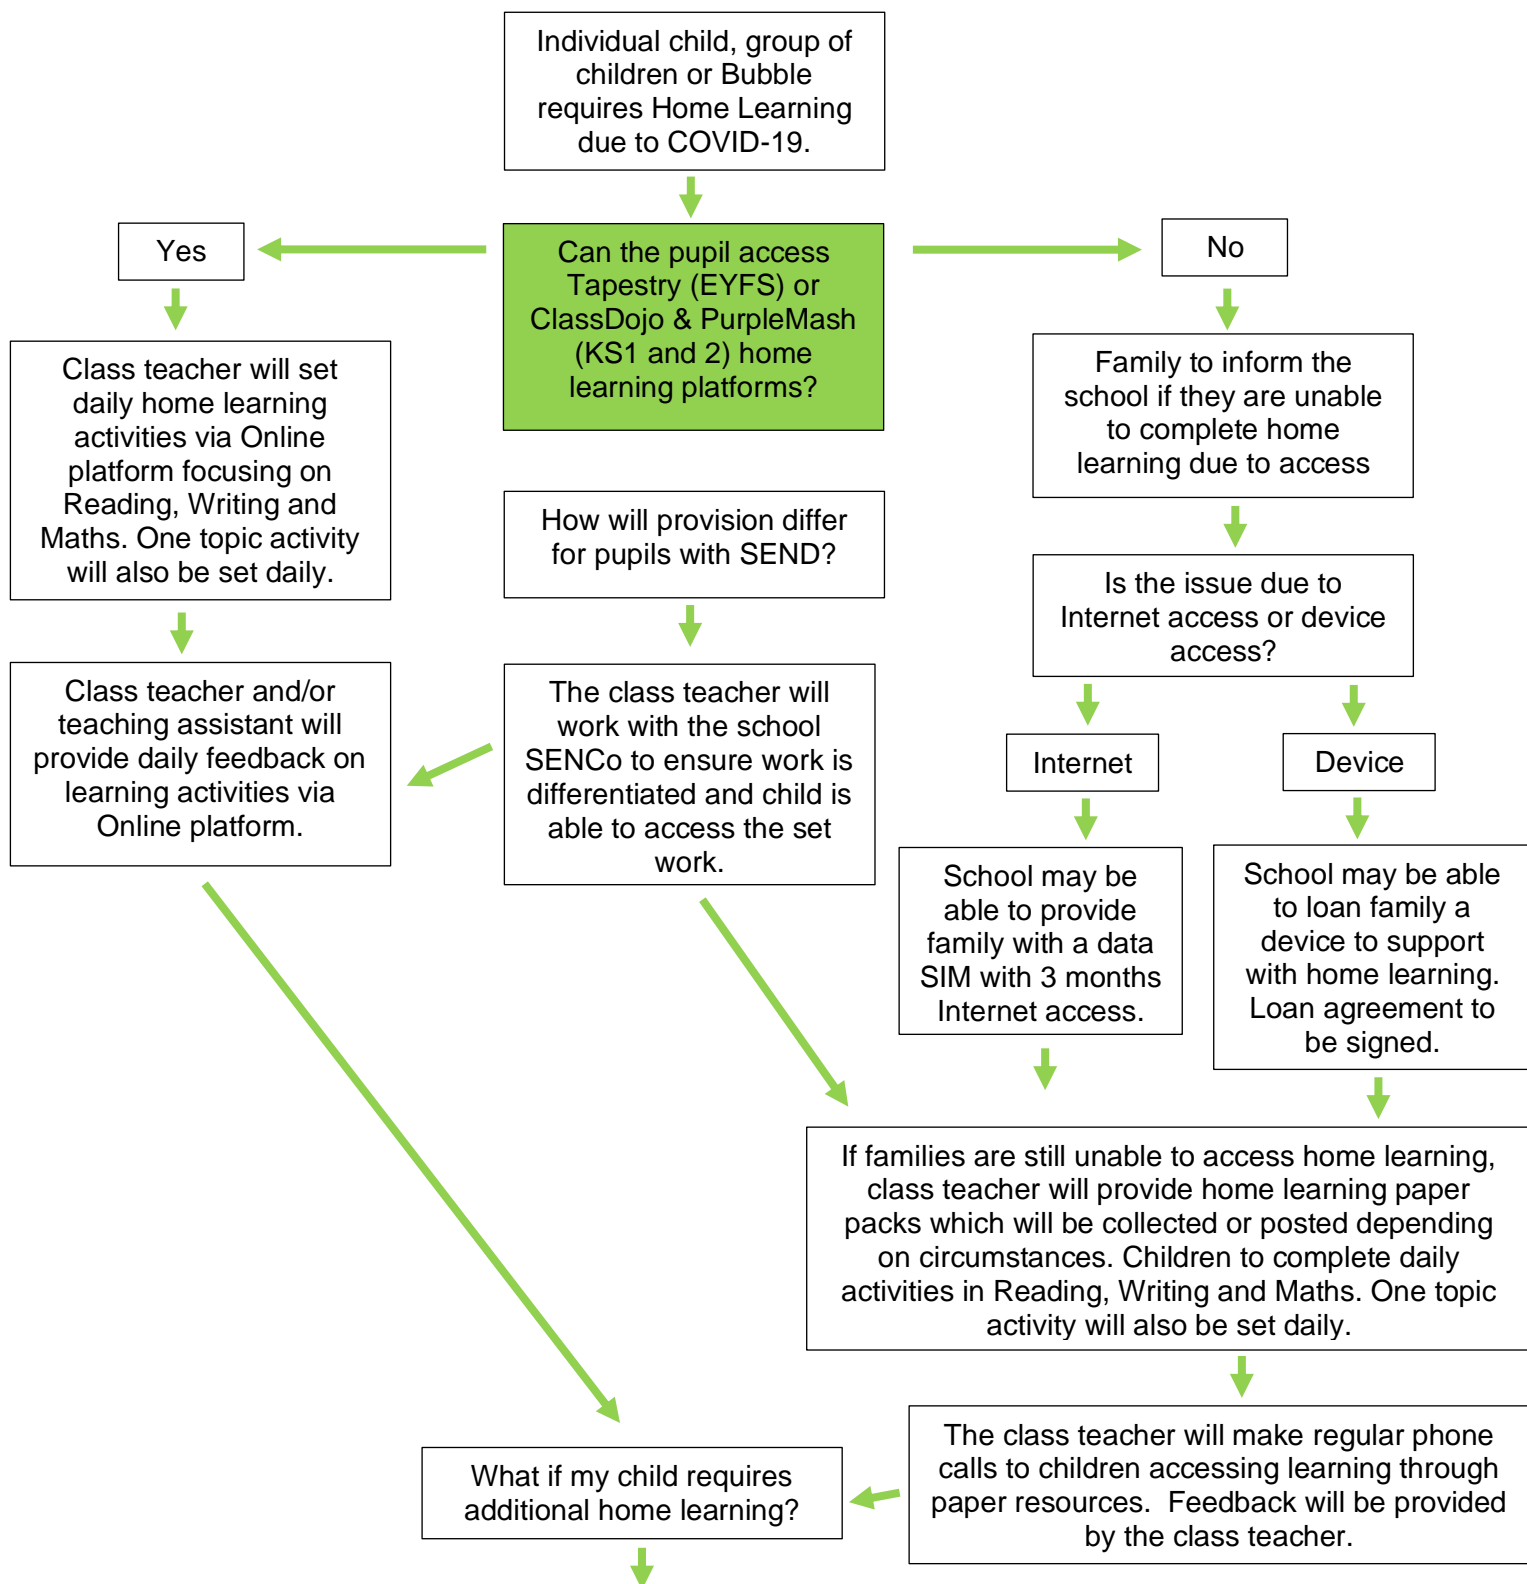 Individual child, group of
children or Bubble
requires Home Learning
due to COVID-19.
Yes
Can the pupil access
Tapestry (EYFS) or
ClassDojo & PurpleMash
(KS1 and 2) home
learning platforms?
No
Class teacher will set
daily home learning
activities via Online
platform focusing on
Reading, Writing and
Maths. One topic activity
will also be set daily.
Family to inform the
school if they are unable
to complete home
learning due to access
How will provision differ
for pupils with SEND?
Is the issue due to
Internet access or device
access?
Class teacher and/or
teaching assistant will
provide daily feedback on
learning activities via
Online platform.
The class teacher will
work with the school
SENCo to ensure work is
differentiated and child is
able to access the set
work.
Internet
Device
School may be
able to provide
family with a data
SIM with 3 months
Internet access.
School may be able
to loan family a
device to support
with home learning.
Loan agreement to
be signed.
If families are still unable to access home learning,
class teacher will provide home learning paper
packs which will be collected or posted depending
on circumstances. Children to complete daily
activities in Reading, Writing and Maths. One topic
activity will also be set daily.
The class teacher will make regular phone
calls to children accessing learning through
paper resources.  Feedback will be provided
by the class teacher.
What if my child requires
additional home learning?